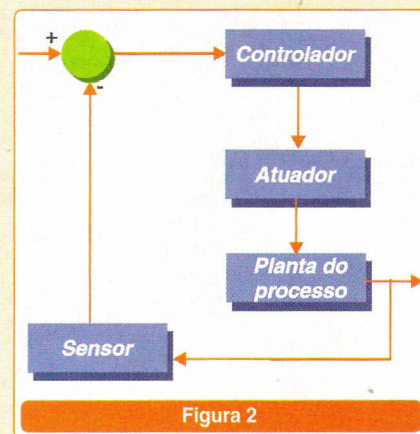 +
-
Controlador
Atuador
Planta do
processo
Sensor
Figura 2